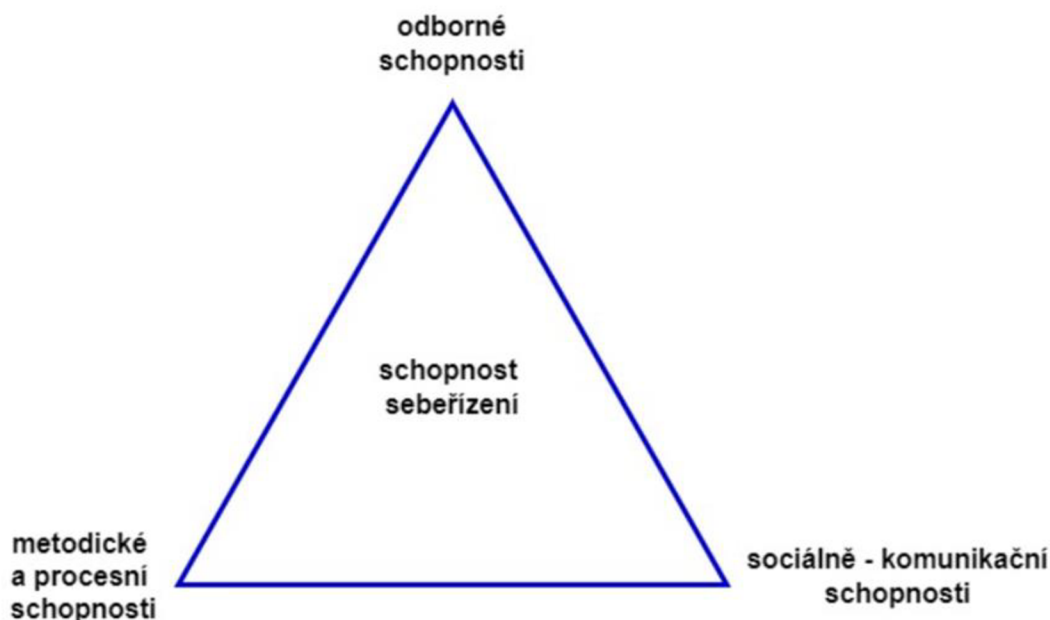 odborné
schopnosti
schopnost
sebeřízení
metodické
a procesní
schopnosti
sociálně - komunikační
schopnosti